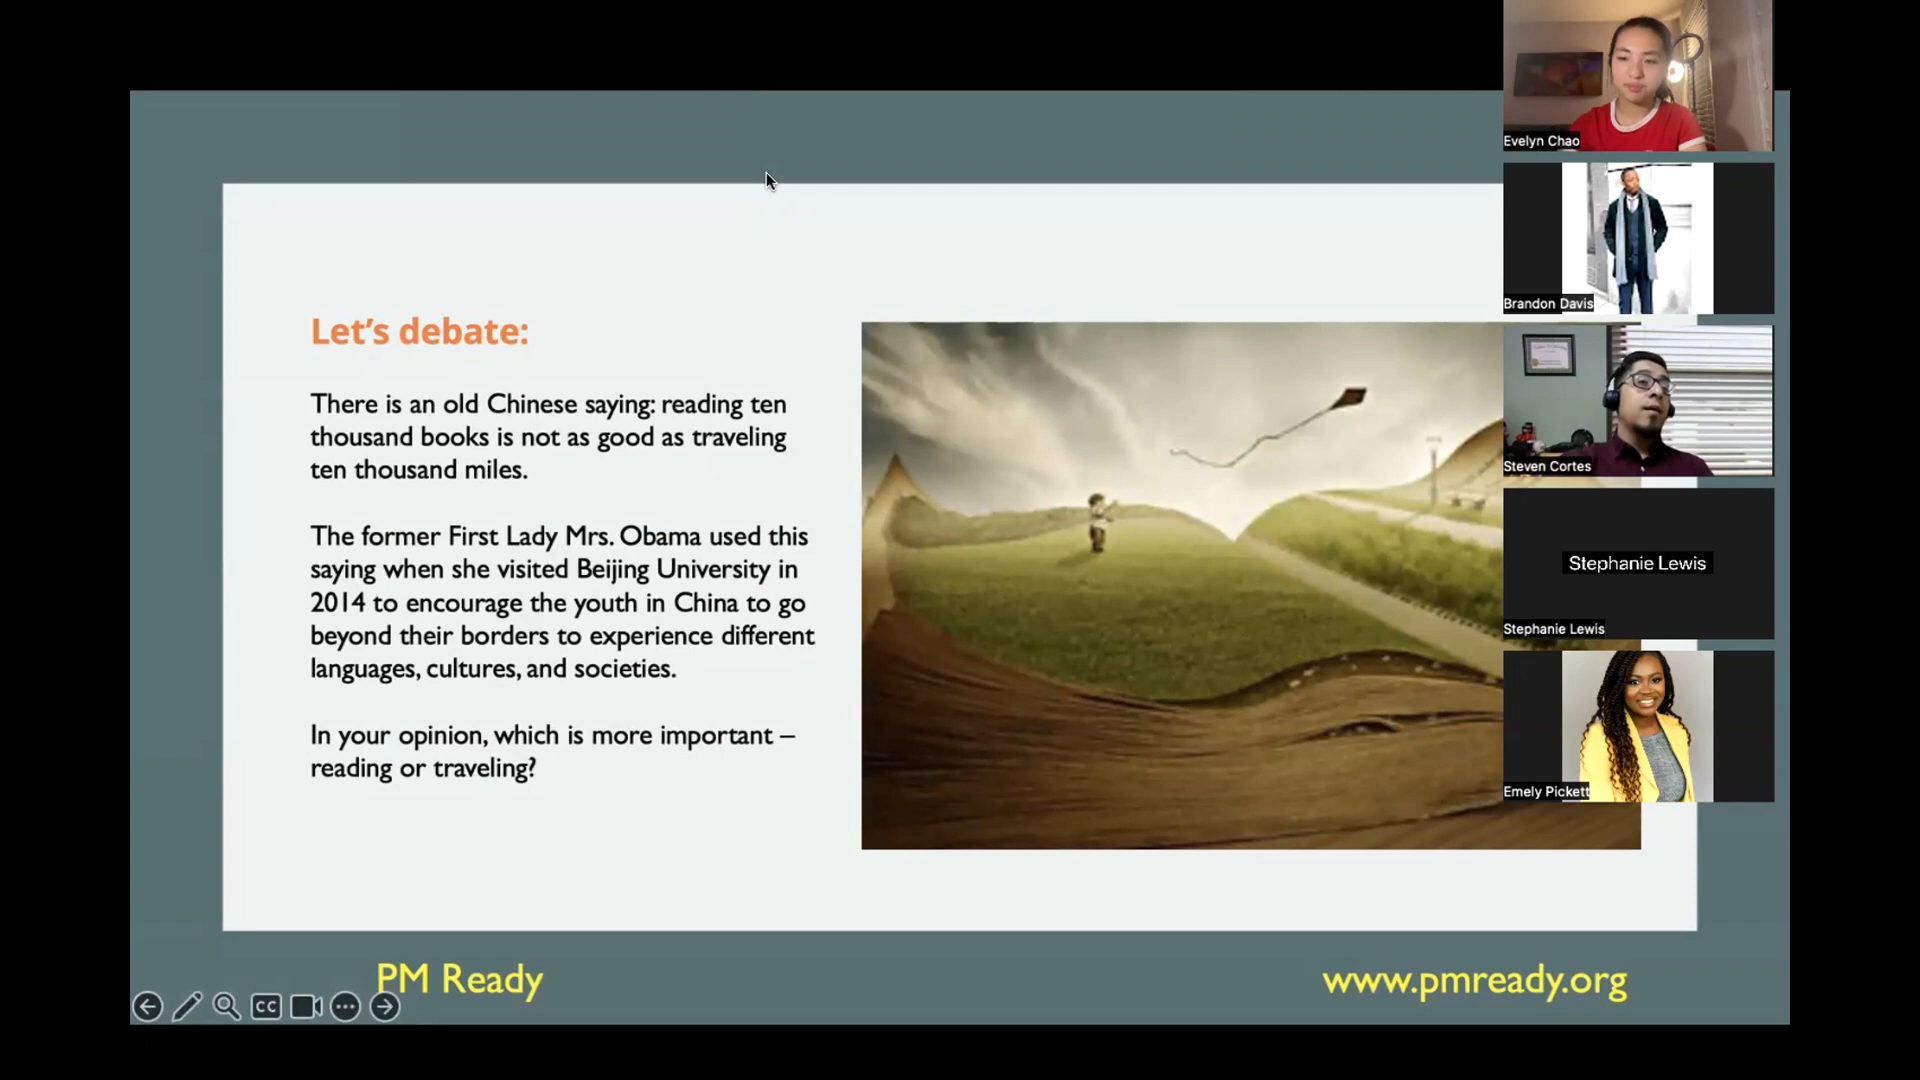 Let's debate:
There is an old Chinese saying: reading ten
thousand books is not as good as traveling
ten thousand miles.
The former First Lady Mrs. Obama used this
saying when she visited Beijing University in
2014 to encourage the youth in China to go
beyond their borders to experience different
languages, cultures, and societies.
In your opinion, which is more important –
reading or traveling?
PM Ready
www.pmready.org
CC
Evelyn Chao
Brandon Davis
Steven Cortes
Stephanie Lewis
Stephanie Lewis
Emely Pickett